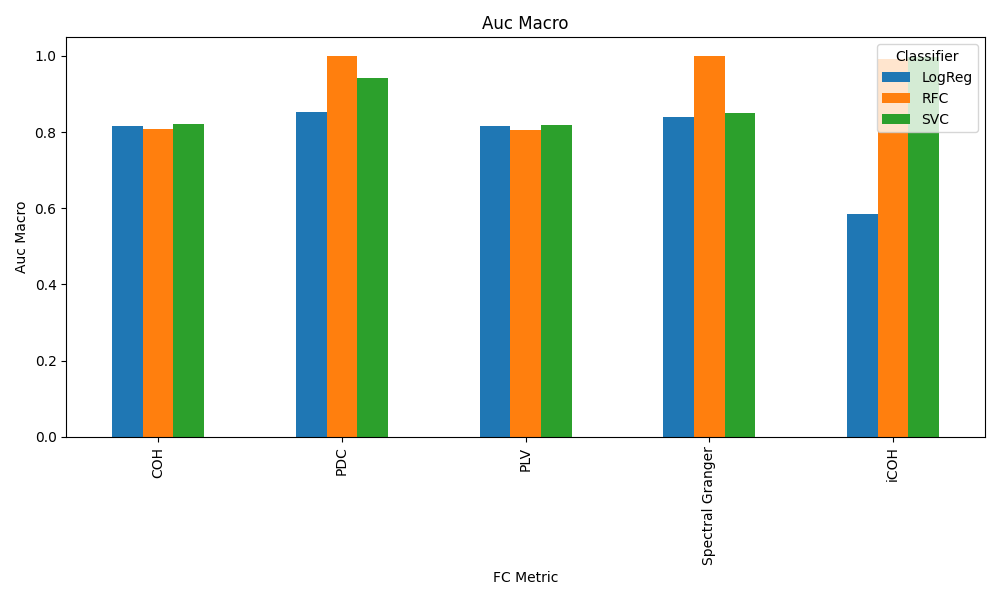 Auc Macro
Classifier
LogReg
RFC
SVC
Auc Macro
1.0
0.8
0.6
0.4
0.2
0.0
COH
PDC
PLV
Spectral Granger
iCOH
FC Metric